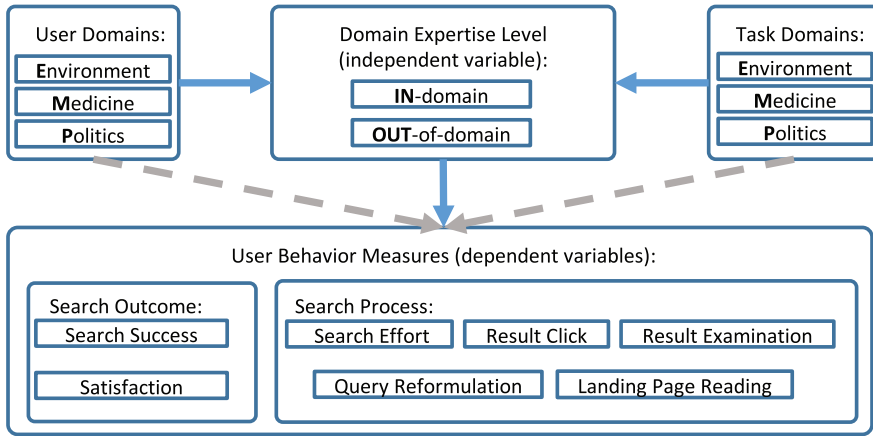 User Domains:
Environment
Medicine
Politics
Domain Expertise Level
(independent variable):
IN-domain
OUT-of-domain
Task Domains:
Environment
Medicine
Politics
User Behavior Measures (dependent variables):
Search Outcome:
Search Success
Satisfaction
Search Process:
Search Effort
Result Click
Result Examination
Query Reformulation
Landing Page Reading